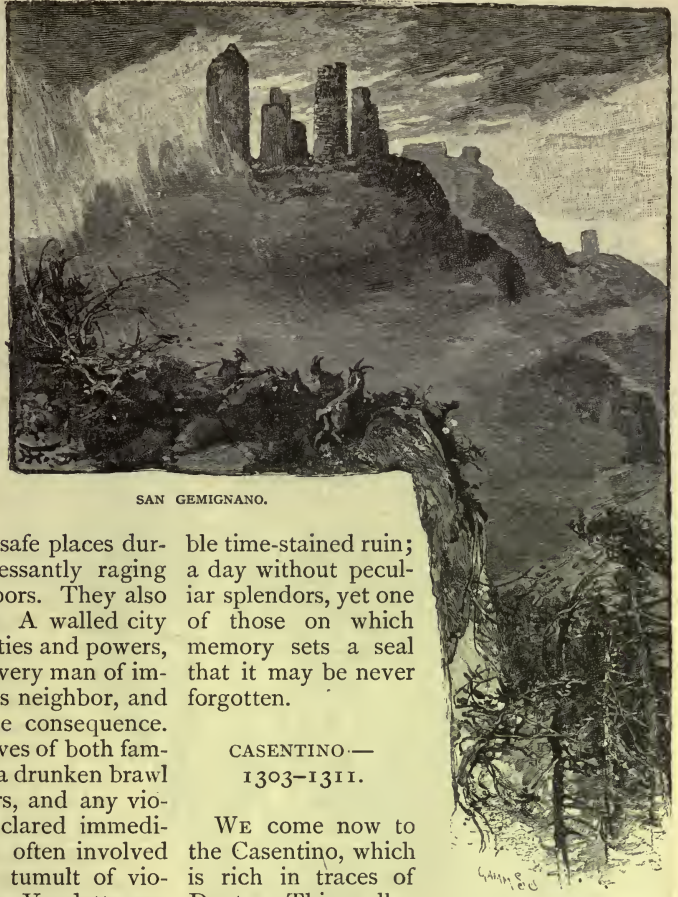 SAN GEMIGNANO.
safe places dur-
essantly raging
oors. They also
A walled city
ties and powers,
very man of im-
s neighbor, and
e consequence.
ves of both fam-
a drunken brawl
rs, and any vio-
clared immedi-
often involved
tumult of vio-
ble time-stained ruin;
a day without pecul-
iar splendors, yet one
of those on which
memory sets a seal
that it may be never
forgotten.
CASENTINO—
1303–1311.
WE come now to
the Casentino, which
is rich in traces of